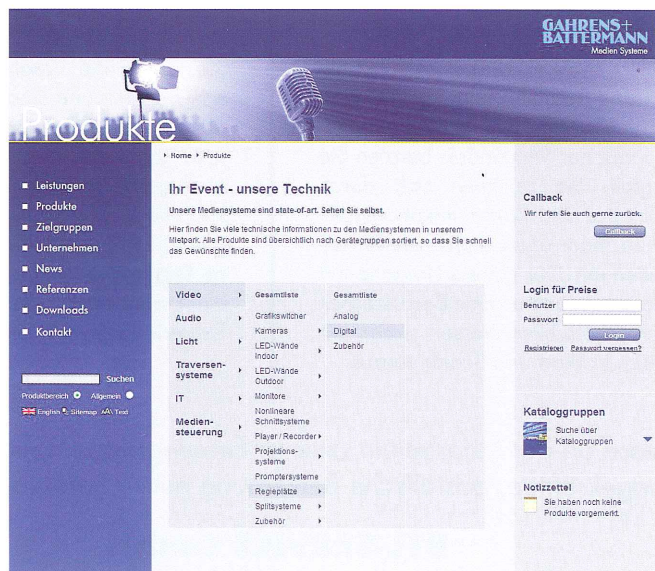 GAHRENS+
BATTERMANN
Medien Systeme
Produkte
Home Produkte
Leistungen
Produkte
Zielgruppen
Unternehmen
News
Referenzen
Downloads
Kontakt
Suchen
Produktbereich Allgemein
English Sitemap AA\ Text
Ihr Event - unsere Technik
Unsere Mediensysteme sind state-of-art. Sehen Sie selbst.
Hier finden Sie viele technische Informationen zu den Mediensystemen in unserem
Mietpark. Alle Produkte sind übersichtlich nach Gerätegruppen sortiert, so dass Sie schnell
das Gewünschte finden.
Video
Audio
Licht
Traversen-
systeme
IT
Medien-
steuerung
Gesamtliste
Grafikswitcher
Kameras
LED-Wände
Indoor
LED-Wände
Outdoor
Monitore
Nonlineare
Schnittsysteme
Player / Recorder
Projektions-
systeme
Promptersysteme
Regieplätze
Splitsysteme
Zubehör
Gesamtliste
Analog
Digital
Zubehör
Callback
Wir rufen Sie auch gerne zurück.
Callback
Login für Preise
Benutzer
Passwort
Login
Registrieren Passwort vergessen?
Kataloggruppen
Suche über
Kataloggruppen
Notizzettel
Sie haben noch keine
Produkte vorgemerkt.